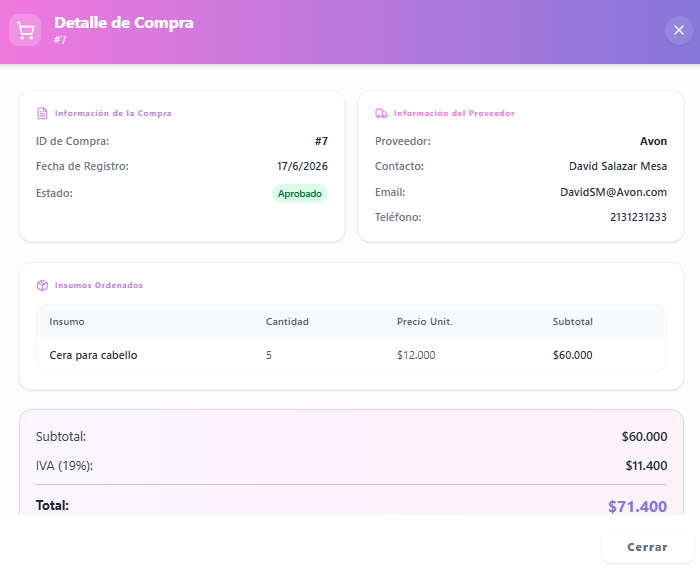 Detalle de Compra
#7
Información de la Compra
ID de Compra: #7
Fecha de Registro: 17/6/2026
Estado: Aprobado
Información del Proveedor
Proveedor: Avon
Contacto: David Salazar Mesa
Email: DavidSM@Avon.com
Teléfono: 2131231233
Insumos Ordenados
Insumo Cantidad Precio Unit. Subtotal
Cera para cabello 5 $12.000 $60.000
Subtotal: $60.000
IVA (19%): $11.400
Total: $71.400
Cerrar